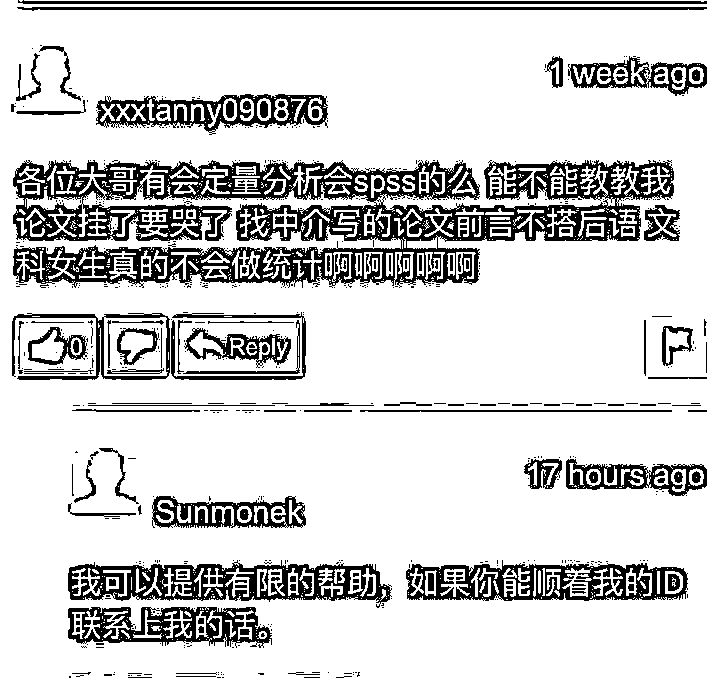 1 week ago
xxxtanny090876
各位大哥有会定量分析会spss的么 能不能教教我
论文挂了要哭了 找中介写的论文前言不搭后语 文
科女生真的不会做统计啊啊啊啊啊
0 Reply
17 hours ago
Sunmonek
我可以提供有限的帮助，如果你能顺着我的ID
联系上我的话。